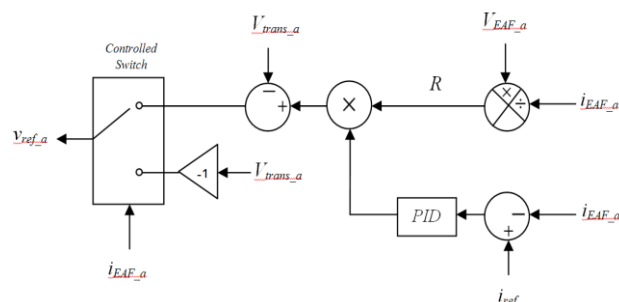 V_trans_a
V_EAF_a
Controlled
Switch
R
−
+
×
×
÷
i_EAF_a
v_ref_a
-1
V_trans_a
PID
−
+
i_EAF_a
i_EAF_a
i_ref